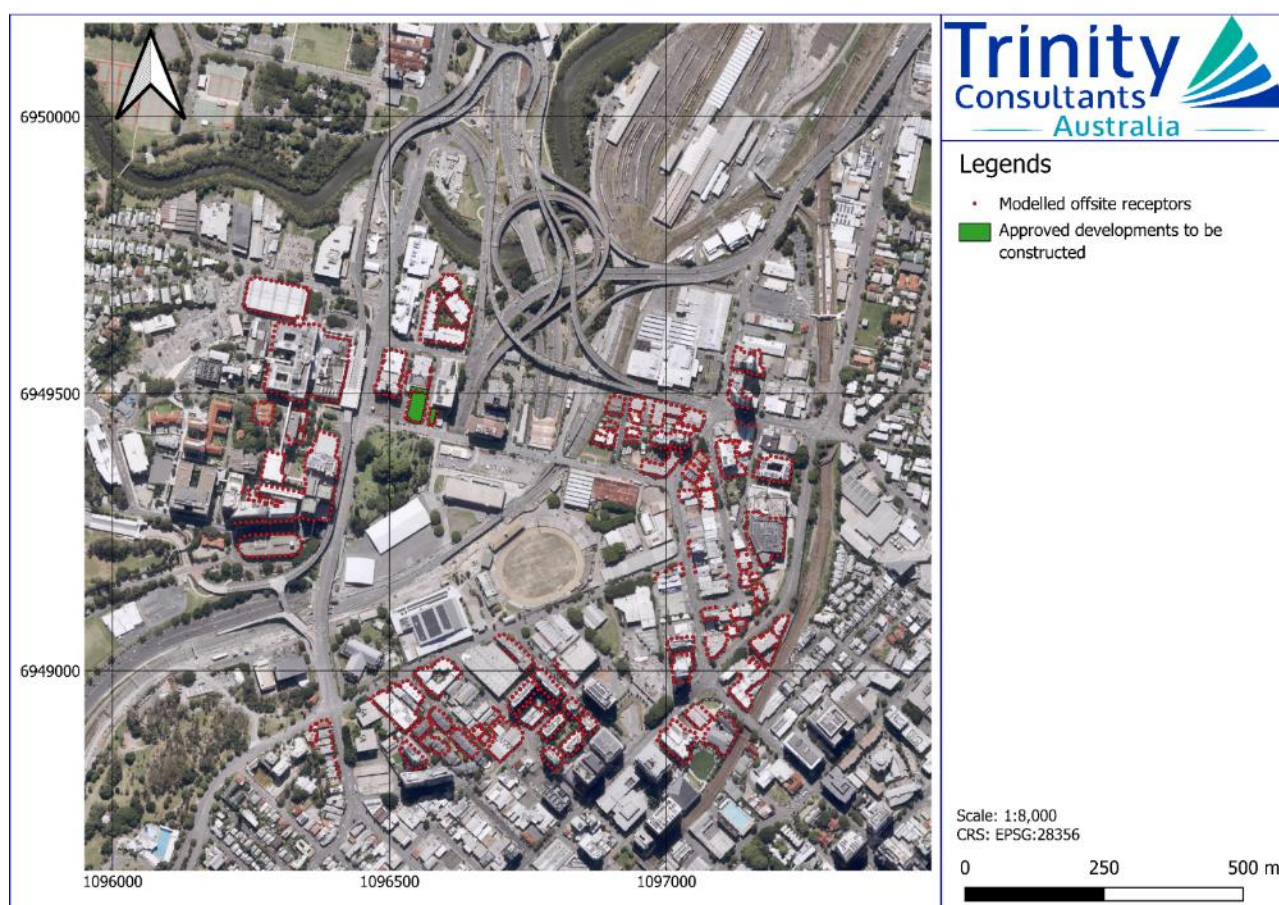 Trinity
Consultants
Australia
Legends
Modelled offsite receptors
Approved developments to be
constructed
6950000
6949500
6949000
1096000
1096500
1097000
Scale: 1:8,000
CRS: EPSG:28356
0 250 500 m